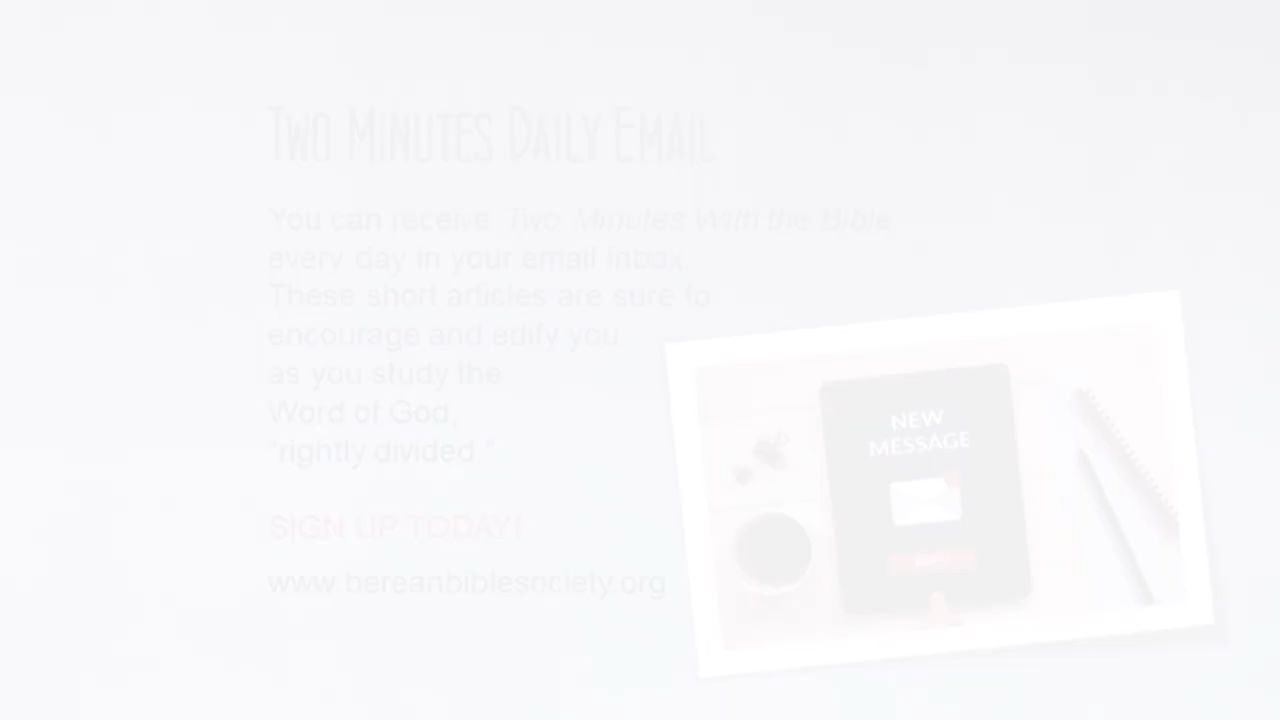 Two Minutes Daily Email
You can receive Two Minutes With the Bible
every day in your email inbox.
These short articles are sure to
encourage and edify you
as you study the
Word of God,
"rightly divided."
SIGN UP TODAY!
www.bereanbiblesociety.org
NEW
MESSAGE